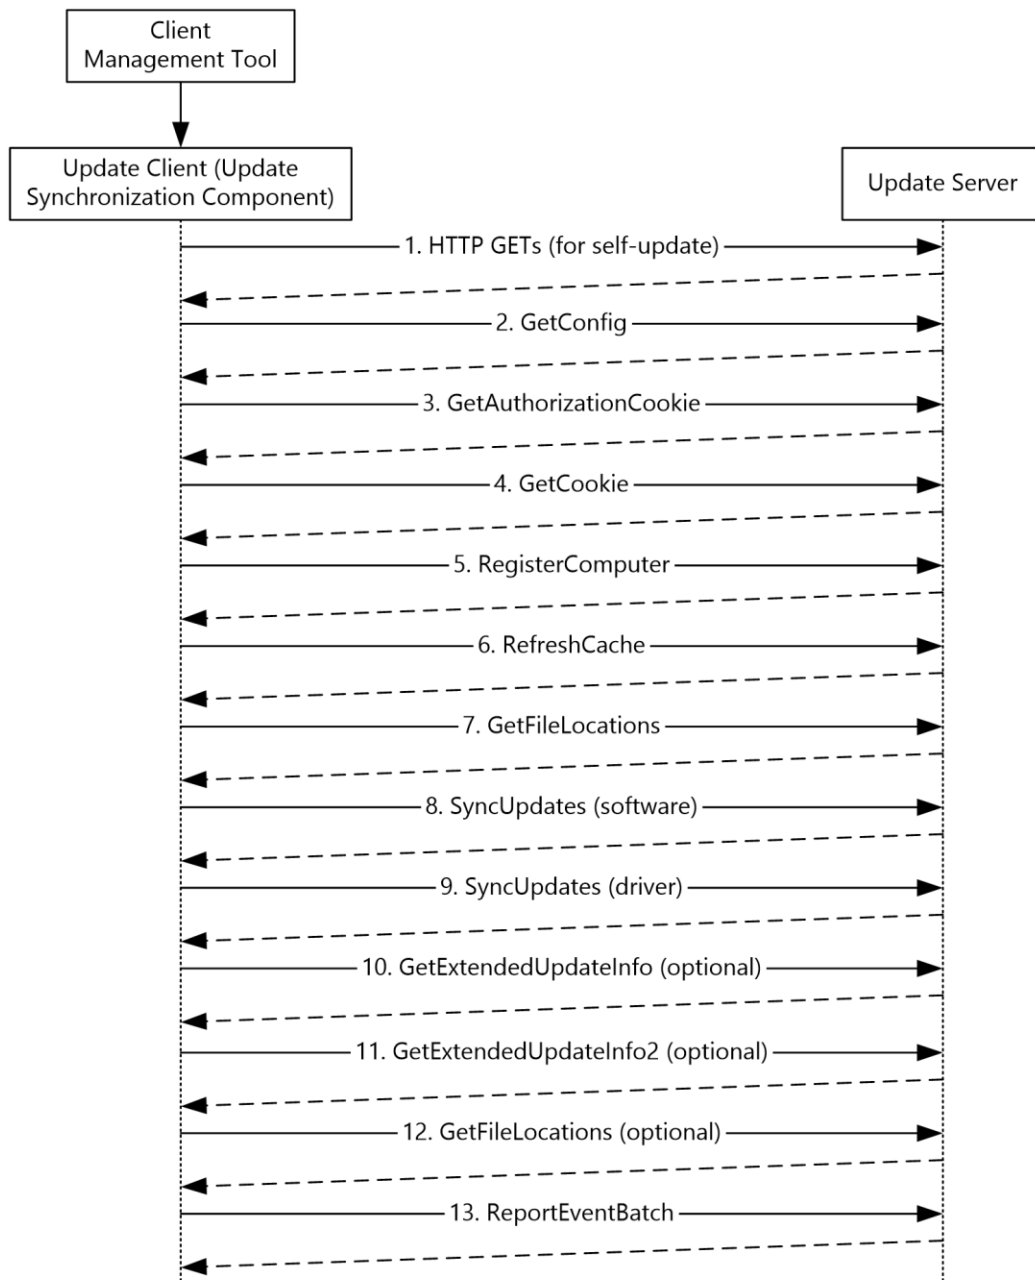 Client
Management Tool
Update Client (Update
Synchronization Component)
Update Server
1. HTTP GETs (for self-update)
2. GetConfig
3. GetAuthorizationCookie
4. GetCookie
5. RegisterComputer
6. RefreshCache
7. GetFileLocations
8. SyncUpdates (software)
9. SyncUpdates (driver)
10. GetExtendedUpdateInfo (optional)
11. GetExtendedUpdateInfo2 (optional)
12. GetFileLocations (optional)
13. ReportEventBatch